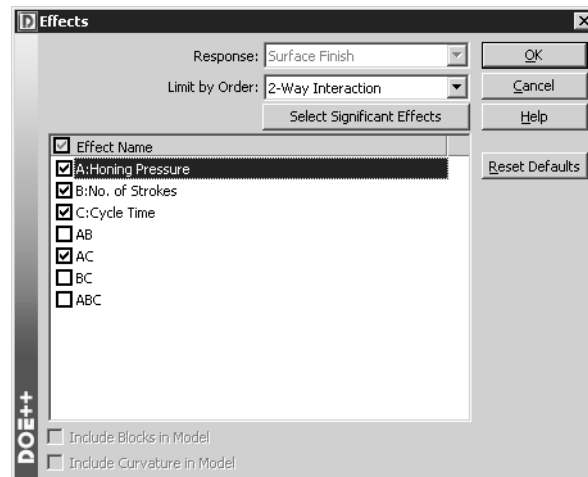 Effects
Response: Surface Finish
OK
Limit by Order: 2-Way Interaction
Cancel
Select Significant Effects
Help
Effect Name
Reset Defaults
A:Honing Pressure
B:No. of Strokes
C:Cycle Time
AB
AC
BC
ABC
Include Blocks in Model
Include Curvature in Model
DOE++